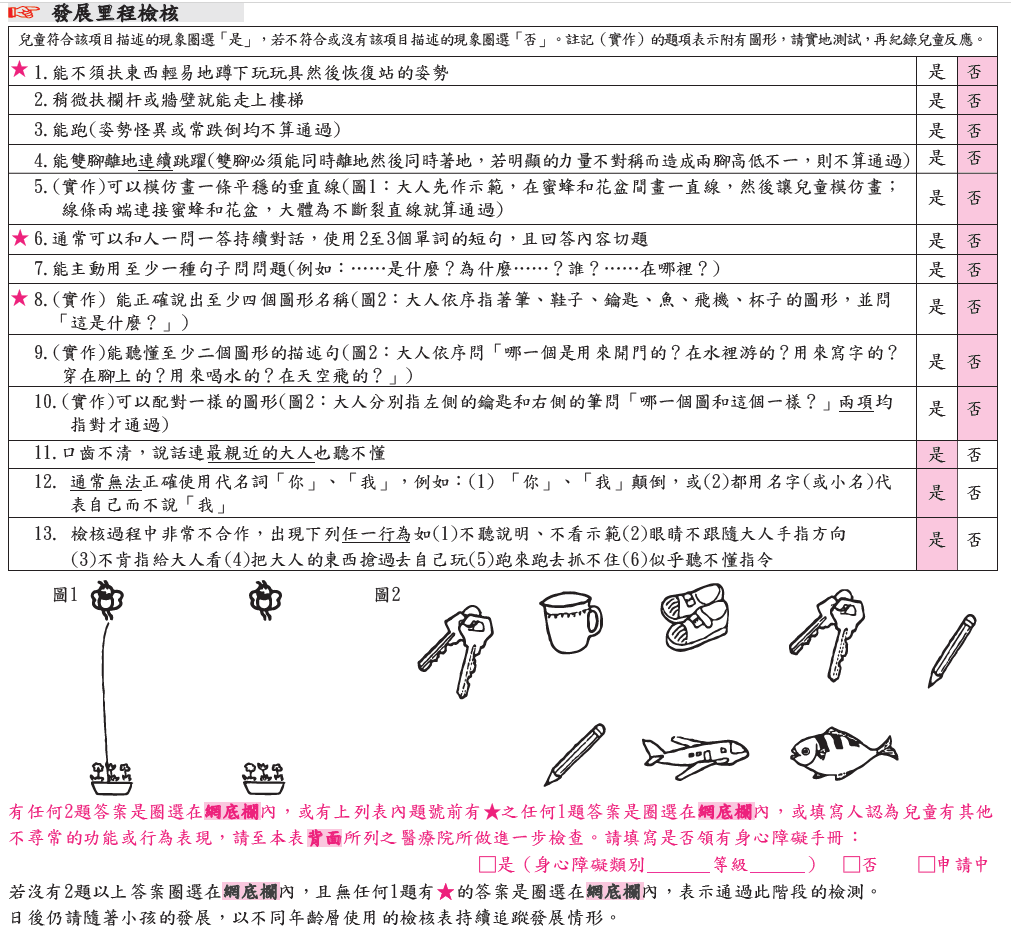 發展里程檢核
兒童符合該項目描述的現象圈選「是」，若不符合或沒有該項目描述的現象圈選「否」。註記（實作）的題項表示附有圖形，請實地測試，再紀錄兒童反應。
★ 1.能不須扶東西輕易地蹲下玩玩具然後恢復站的姿勢 是 否
2.稍微扶欄杆或牆壁就能走上樓梯 是 否
3.能跑(姿勢怪異或常跌倒均不算通過) 是 否
4.能雙腳離地連續跳躍(雙腳必須能同時離地然後同時著地，若明顯的力量不對稱而造成兩腳高低不一，則不算通過) 是 否
5.(實作)可以模仿畫一條平穩的垂直線(圖1：大人先作示範，在蜜蜂和花盆間畫一直線，然後讓兒童模仿畫；
線條兩端連接蜜蜂和花盆，大體為不斷裂直線就算通過) 是 否
★ 6.通常可以和人一問一答持續對話，使用2至3個單詞的短句，且回答內容切題 是 否
7.能主動用至少一種句子問問題(例如：……是什麼？為什麼……？誰？……在哪裡？) 是 否
★ 8.(實作) 能正確說出至少四個圖形名稱(圖2：大人依序指著筆、鞋子、鑰匙、魚、飛機、杯子的圖形，並問
「這是什麼？」) 是 否
9.(實作)能聽懂至少二個圖形的描述句(圖2：大人依序問「哪一個是用來開門的？在水裡游的？用來寫字的？
穿在腳上的？用來喝水的？在天空飛的？」) 是 否
10.(實作)可以配對一樣的圖形(圖2：大人分別指左側的鑰匙和右側的筆問「哪一個圖和這個一樣？」兩項均
指對才通過) 是 否
11.口齒不清，說話連最親近的大人也聽不懂 是 否
12. 通常無法正確使用代名詞「你」、「我」，例如：(1) 「你」、「我」顛倒，或(2)都用名字(或小名)代
表自己而不說「我」 是 否
13. 檢核過程中非常不合作，出現下列任一行為如(1)不聽說明、不看示範(2)眼睛不跟隨大人手指方向
(3)不肯指給大人看(4)把大人的東西搶過去自己玩(5)跑來跑去抓不住(6)似乎聽不懂指令 是 否
圖1 圖2
有任何2題答案是圈選在網底欄內，或有上列表內題號前有★之任何1題答案是圈選在網底欄內，或填寫人認為兒童有其他
不尋常的功能或行為表現，請至本表背面所列之醫療院所做進一步檢查。請填寫是否領有身心障礙手冊：
□是（身心障礙類別______等級______） □否 □申請中
若沒有2題以上答案圈選在網底欄內，且無任何1題有★的答案是圈選在網底欄內，表示通過此階段的檢測。
日後仍請隨著小孩的發展，以不同年齡層使用的檢核表持續追蹤發展情形。